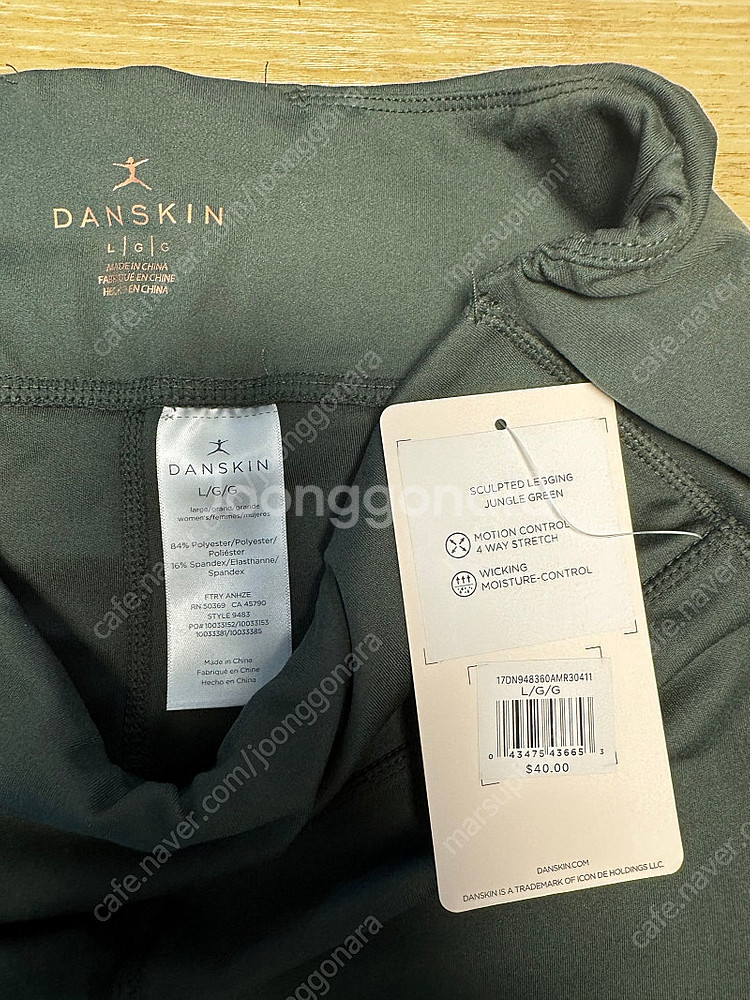 DANSKIN
L|G|G
MADE IN CHINA
FABRIQUÉ EN CHINE
HECHO EN CHINA
DANSKIN
L/G/G
large/grand/grande
women's/femmes/mujeres
84% Polyester/Polyester/
Poliéster
16% Spandex/Elasthanne/
Spandex
FTRY ANHZE
RN 50369 CA 45790
STYLE 9483
PO# 10033152/10033153
10033381/10033385
Made in China
Fabriqué en Chine
Hecho en China
SCULPTED LEGGING
JUNGLE GREEN
MOTION CONTROL
4 WAY STRETCH
WICKING
MOISTURE-CONTROL
17DN948360AMR30411
L/G/G
0 43475 43665 3
$40.00
DANSKIN.COM
DANSKIN IS A TRADEMARK OF ICON DE HOLDINGS LLC.
joonggonara
cafe.naver.com/joonggonara
marsupilami